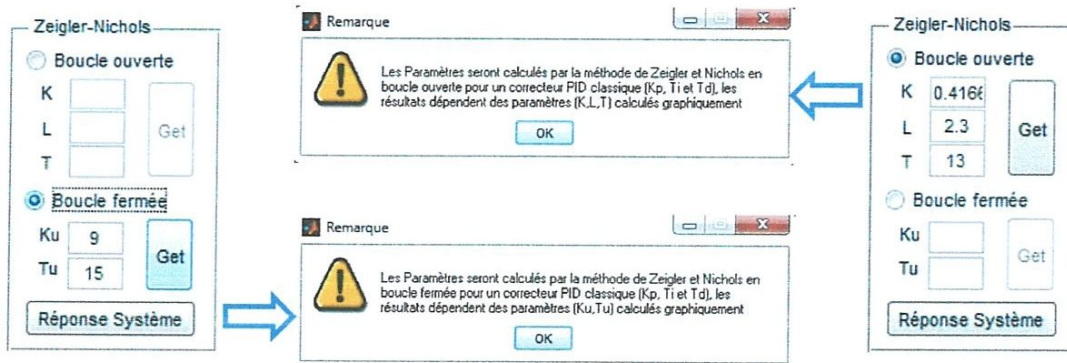 Zeigler-Nichols
Boucle ouverte
K
L
T
Get
Boucle fermée
Ku 9
Tu 15
Get
Réponse Système
Remarque
Les Paramètres seront calculés par la méthode de Zeigler et Nichols en
boucle ouverte pour un correcteur PID classique (Kp, Ti et Td), les
résultats dépendent des paramètres (K,L,T) calculés graphiquement
OK
Remarque
Les Paramètres seront calculés par la méthode de Zeigler et Nichols en
boucle fermée pour un correcteur PID classique (Kp, Ti et Td), les
résultats dépendent des paramètres (Ku,Tu) calculés graphiquement
OK
Zeigler-Nichols
Boucle ouverte
K 0.4166
L 2.3
T 13
Get
Boucle fermée
Ku
Tu
Get
Réponse Système